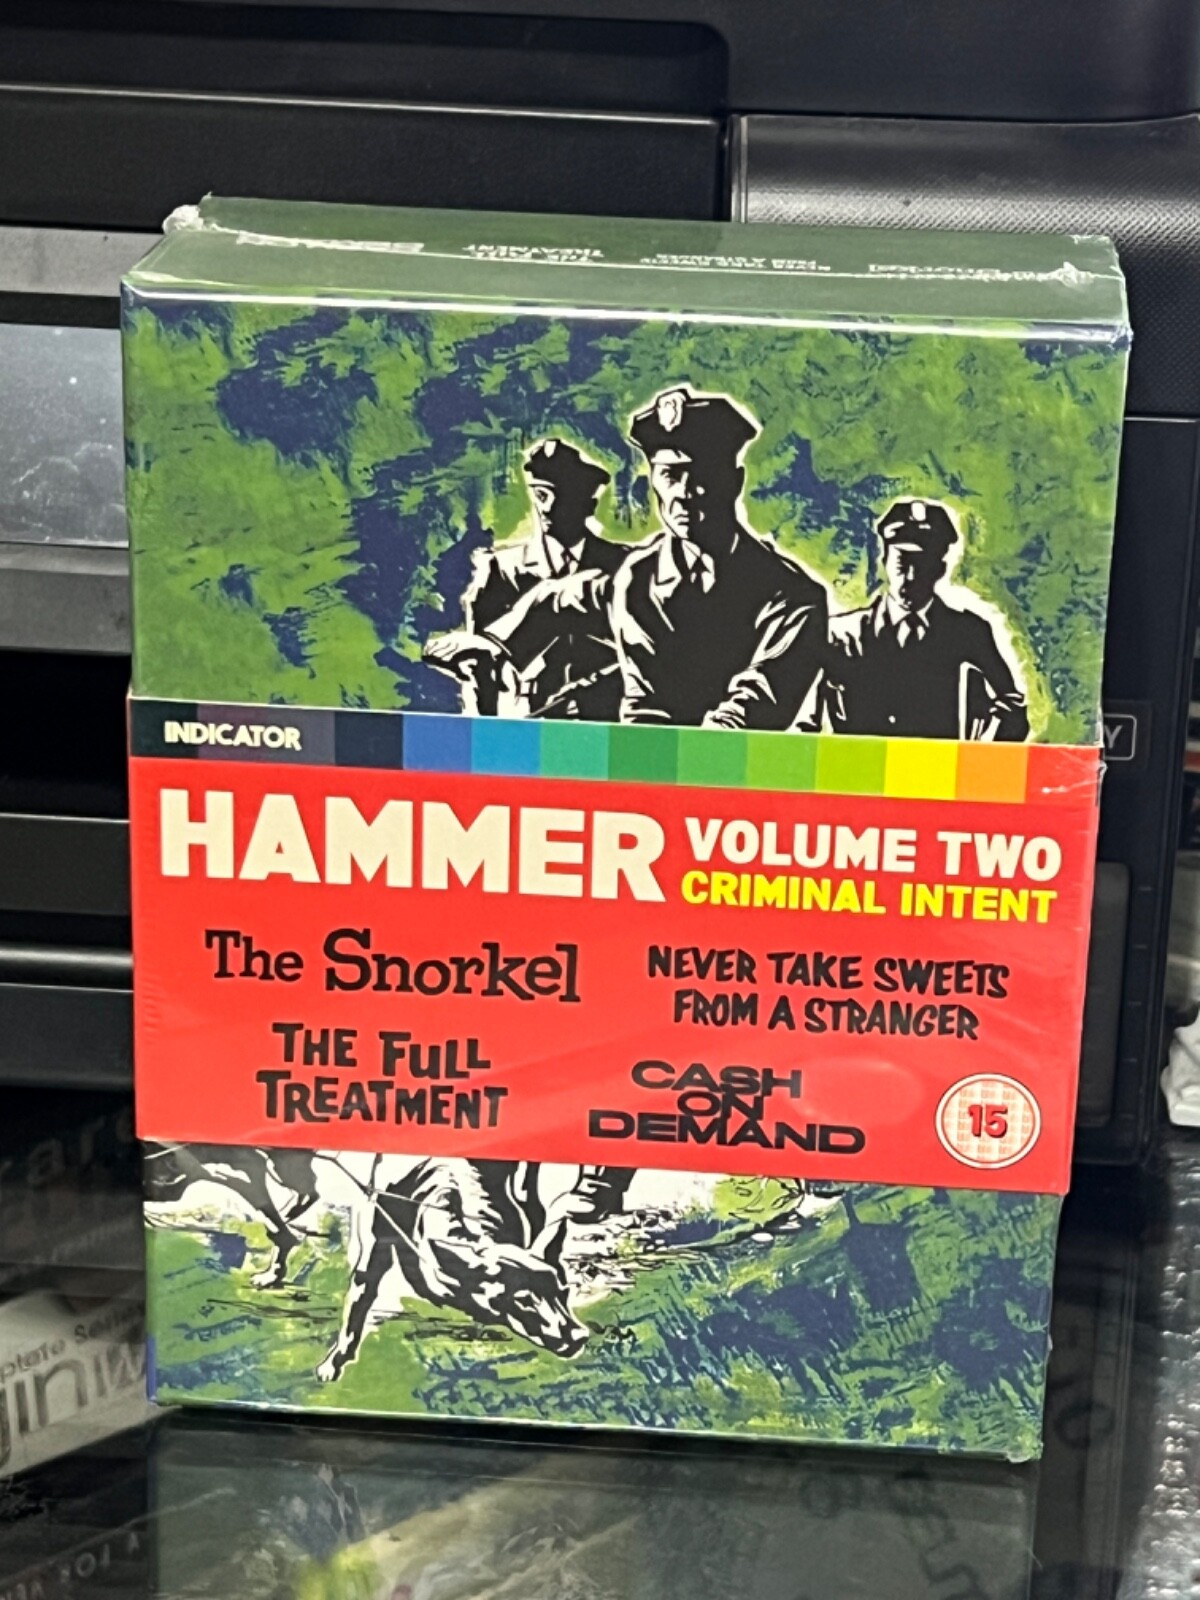 INDICATOR
HAMMER
VOLUME TWO
CRIMINAL INTENT
The Snorkel
NEVER TAKE SWEETS
FROM A STRANGER
THE FULL
TREATMENT
CASH
ON
DEMAND
15
Y